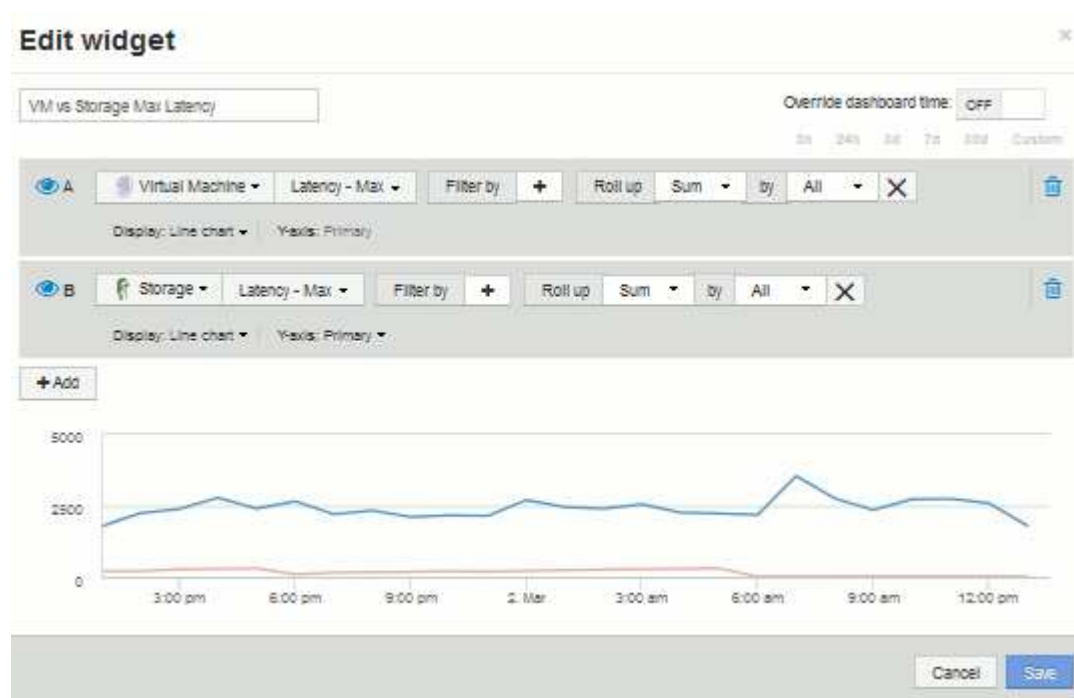 Edit widget
VM vs Storage Max Latency
Override dashboard time: OFF
3h 24h 3d 7d 30d Custom
A Virtual Machine Latency - Max Filter by + Roll up Sum by All
Display: Line chart Y-axis: Primary
B Storage Latency - Max Filter by + Roll up Sum by All
Display: Line chart Y-axis: Primary
+ Add
5000
2500
0
3:00 pm 6:00 pm 9:00 pm 2. Mar 3:00 am 6:00 am 9:00 am 12:00 pm
Cancel Save